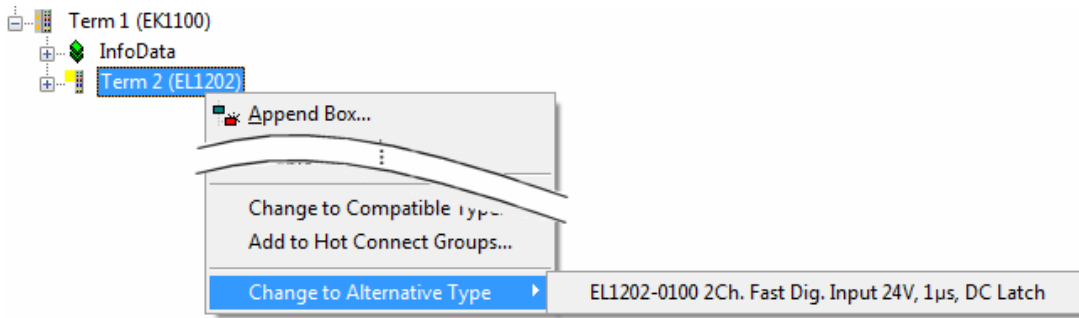 Term 1 (EK1100)
InfoData
Term 2 (EL1202)
Append Box...
Change to Compatible
Add to Hot Connect Groups...
Change to Alternative Type
EL1202-0100 2Ch. Fast Dig. Input 24V, 1µs, DC Latch